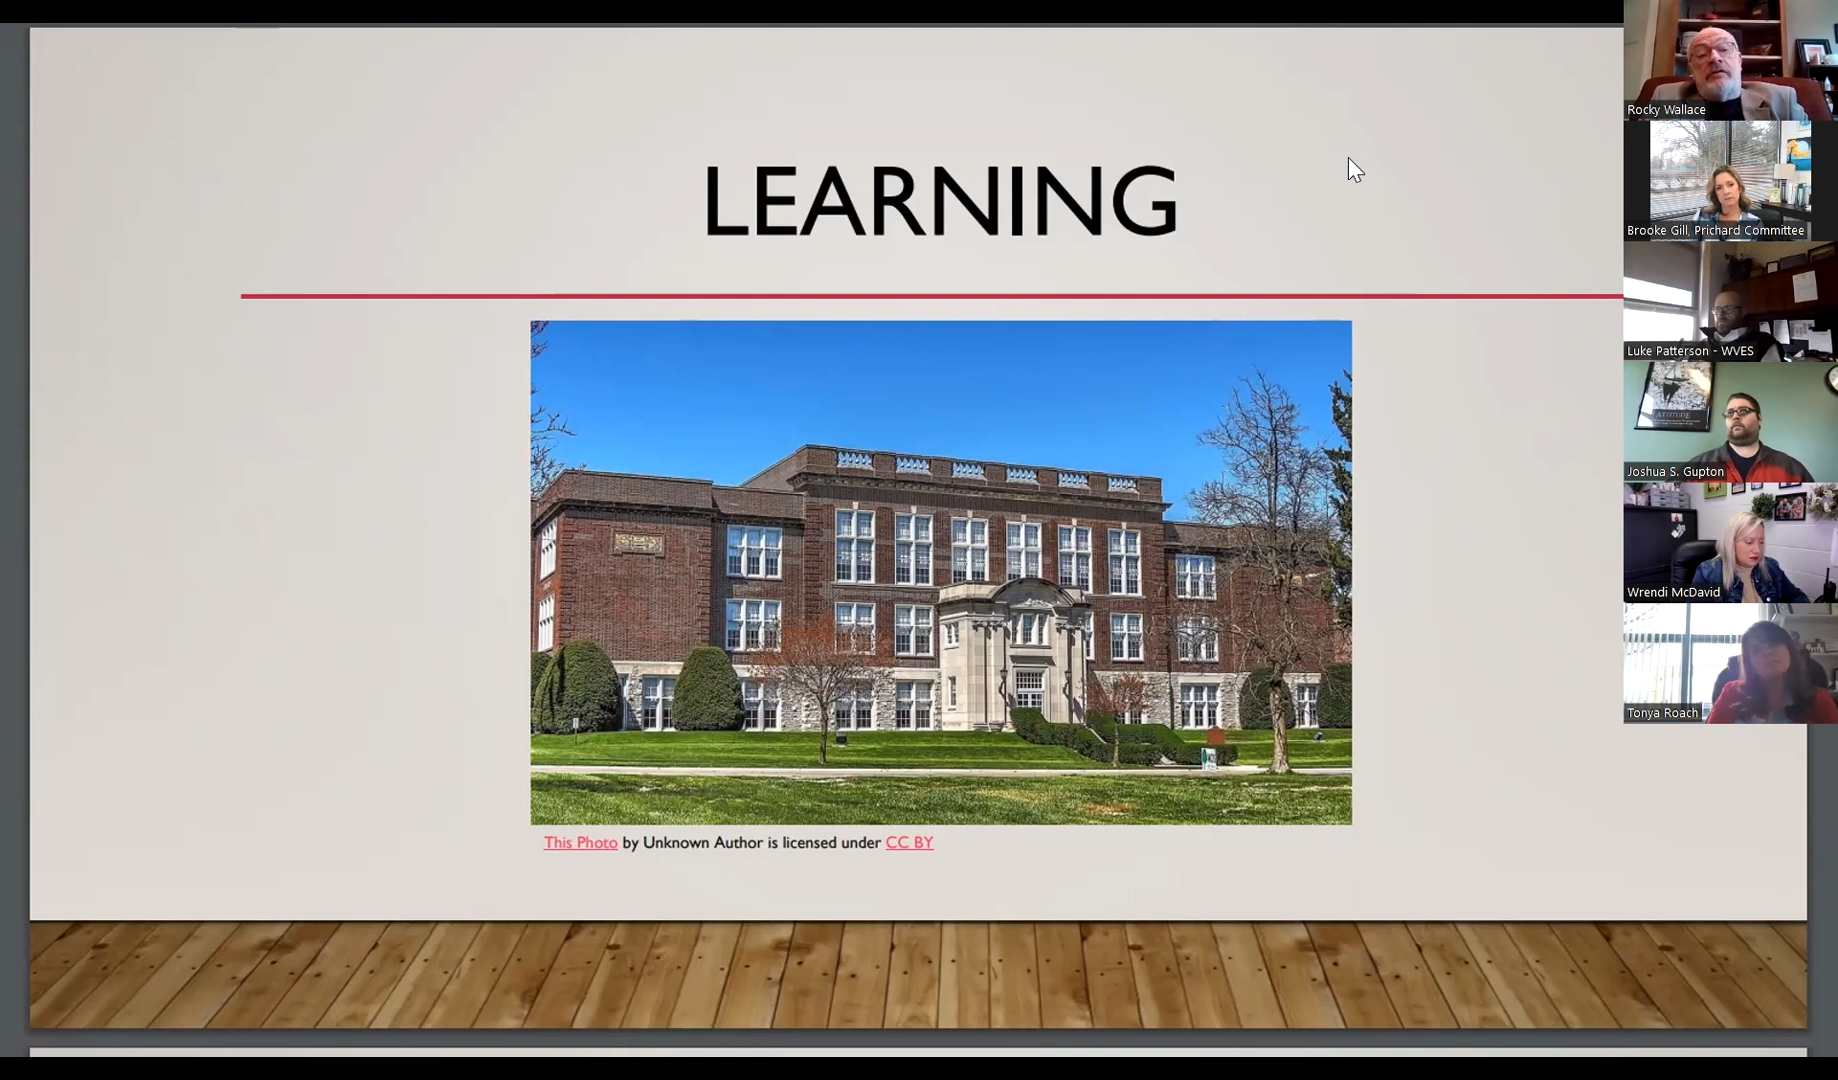 LEARNING
This Photo by Unknown Author is licensed under CC BY
Rocky Wallace
Brooke Gill, Prichard Committee
Luke Patterson - WVES
ATTITUDE
Joshua S. Gupton
Wrendi McDavid
Tonya Roach